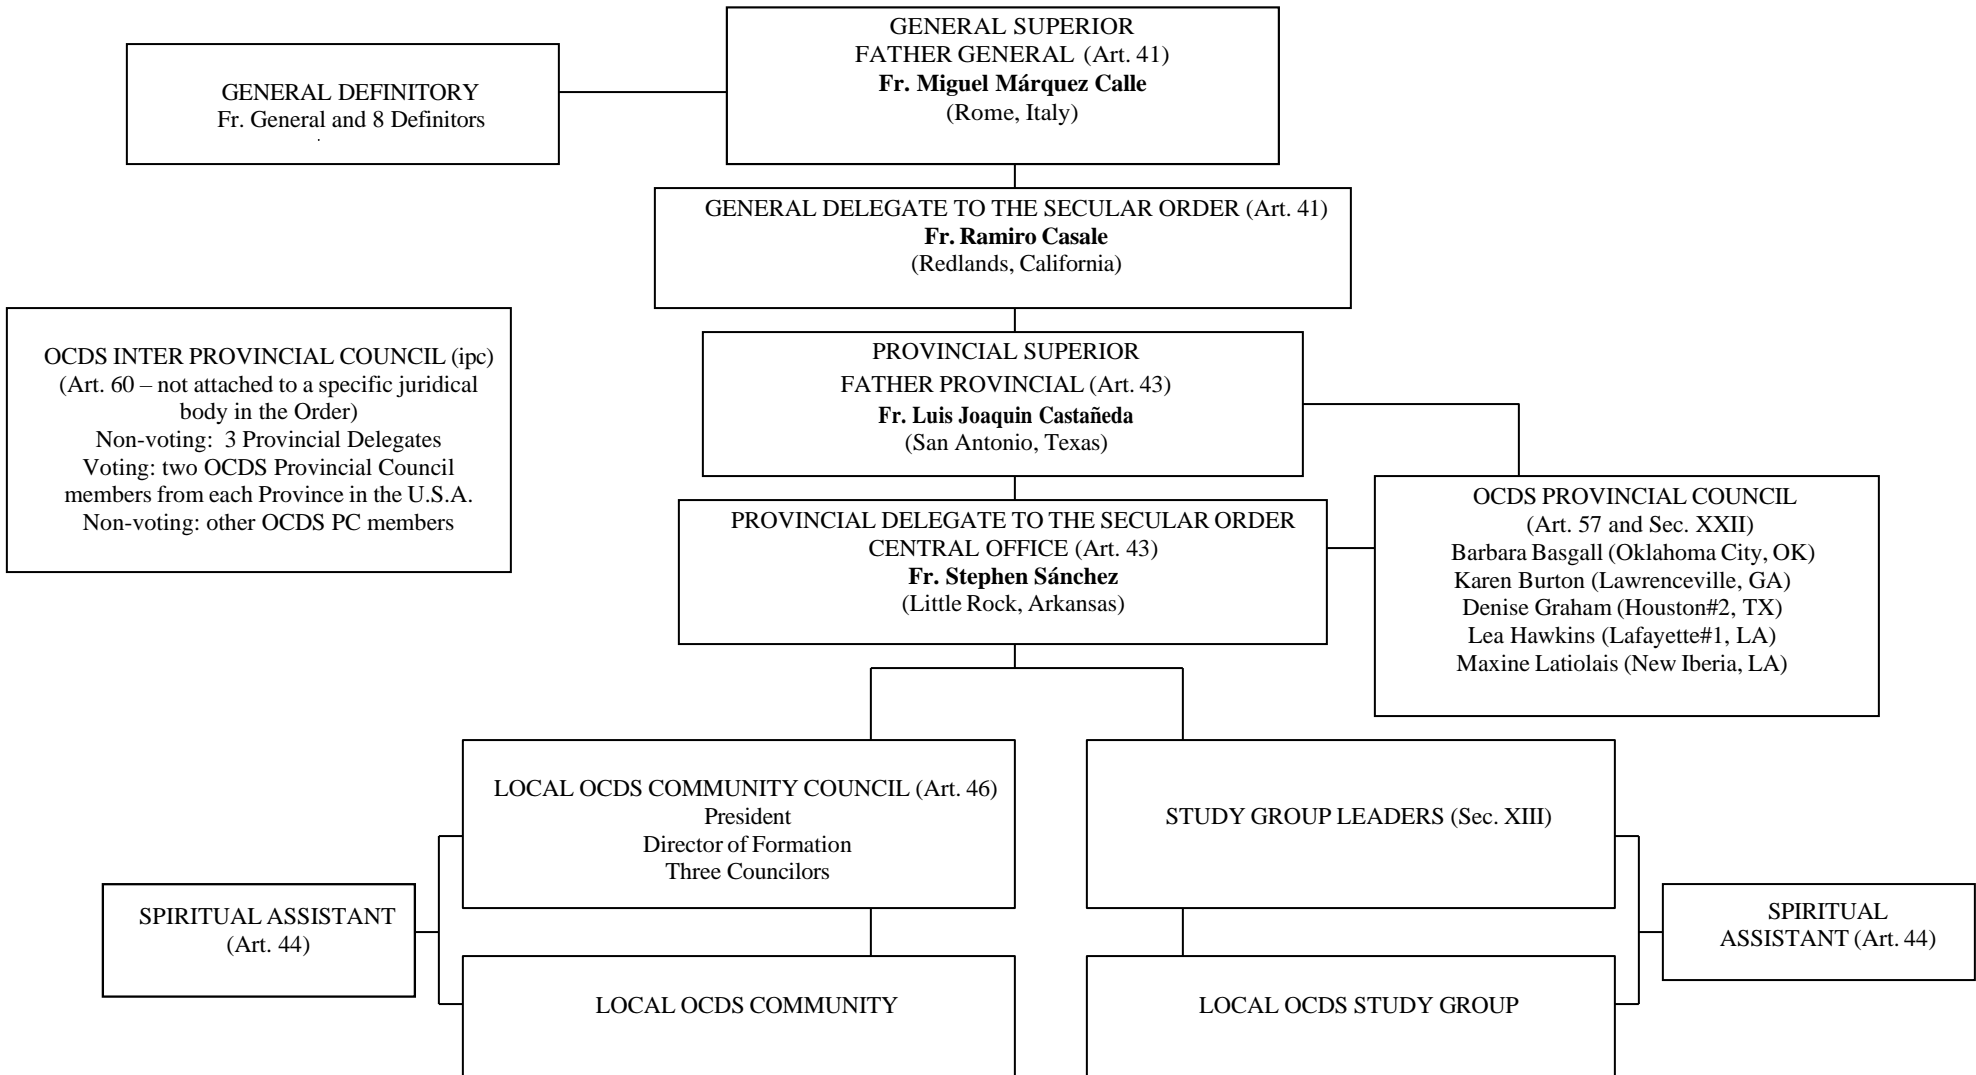 GENERAL SUPERIOR
FATHER GENERAL (Art. 41)
Fr. Miguel Márquez Calle
(Rome, Italy)
GENERAL DEFINITORY
Fr. General and 8 Definitors
.
GENERAL DELEGATE TO THE SECULAR ORDER (Art. 41)
Fr. Ramiro Casale
(Redlands, California)
OCDS INTER PROVINCIAL COUNCIL (ipc)
(Art. 60 – not attached to a specific juridical
body in the Order)
Non-voting: 3 Provincial Delegates
Voting: two OCDS Provincial Council
members from each Province in the U.S.A.
Non-voting: other OCDS PC members
PROVINCIAL SUPERIOR
FATHER PROVINCIAL (Art. 43)
Fr. Luis Joaquin Castañeda
(San Antonio, Texas)
PROVINCIAL DELEGATE TO THE SECULAR ORDER
CENTRAL OFFICE (Art. 43)
Fr. Stephen Sánchez
(Little Rock, Arkansas)
OCDS PROVINCIAL COUNCIL
(Art. 57 and Sec. XXII)
Barbara Basgall (Oklahoma City, OK)
Karen Burton (Lawrenceville, GA)
Denise Graham (Houston#2, TX)
Lea Hawkins (Lafayette#1, LA)
Maxine Latiolais (New Iberia, LA)
LOCAL OCDS COMMUNITY COUNCIL (Art. 46)
President
Director of Formation
Three Councilors
STUDY GROUP LEADERS (Sec. XIII)
SPIRITUAL ASSISTANT
(Art. 44)
SPIRITUAL
ASSISTANT (Art. 44)
LOCAL OCDS COMMUNITY
LOCAL OCDS STUDY GROUP